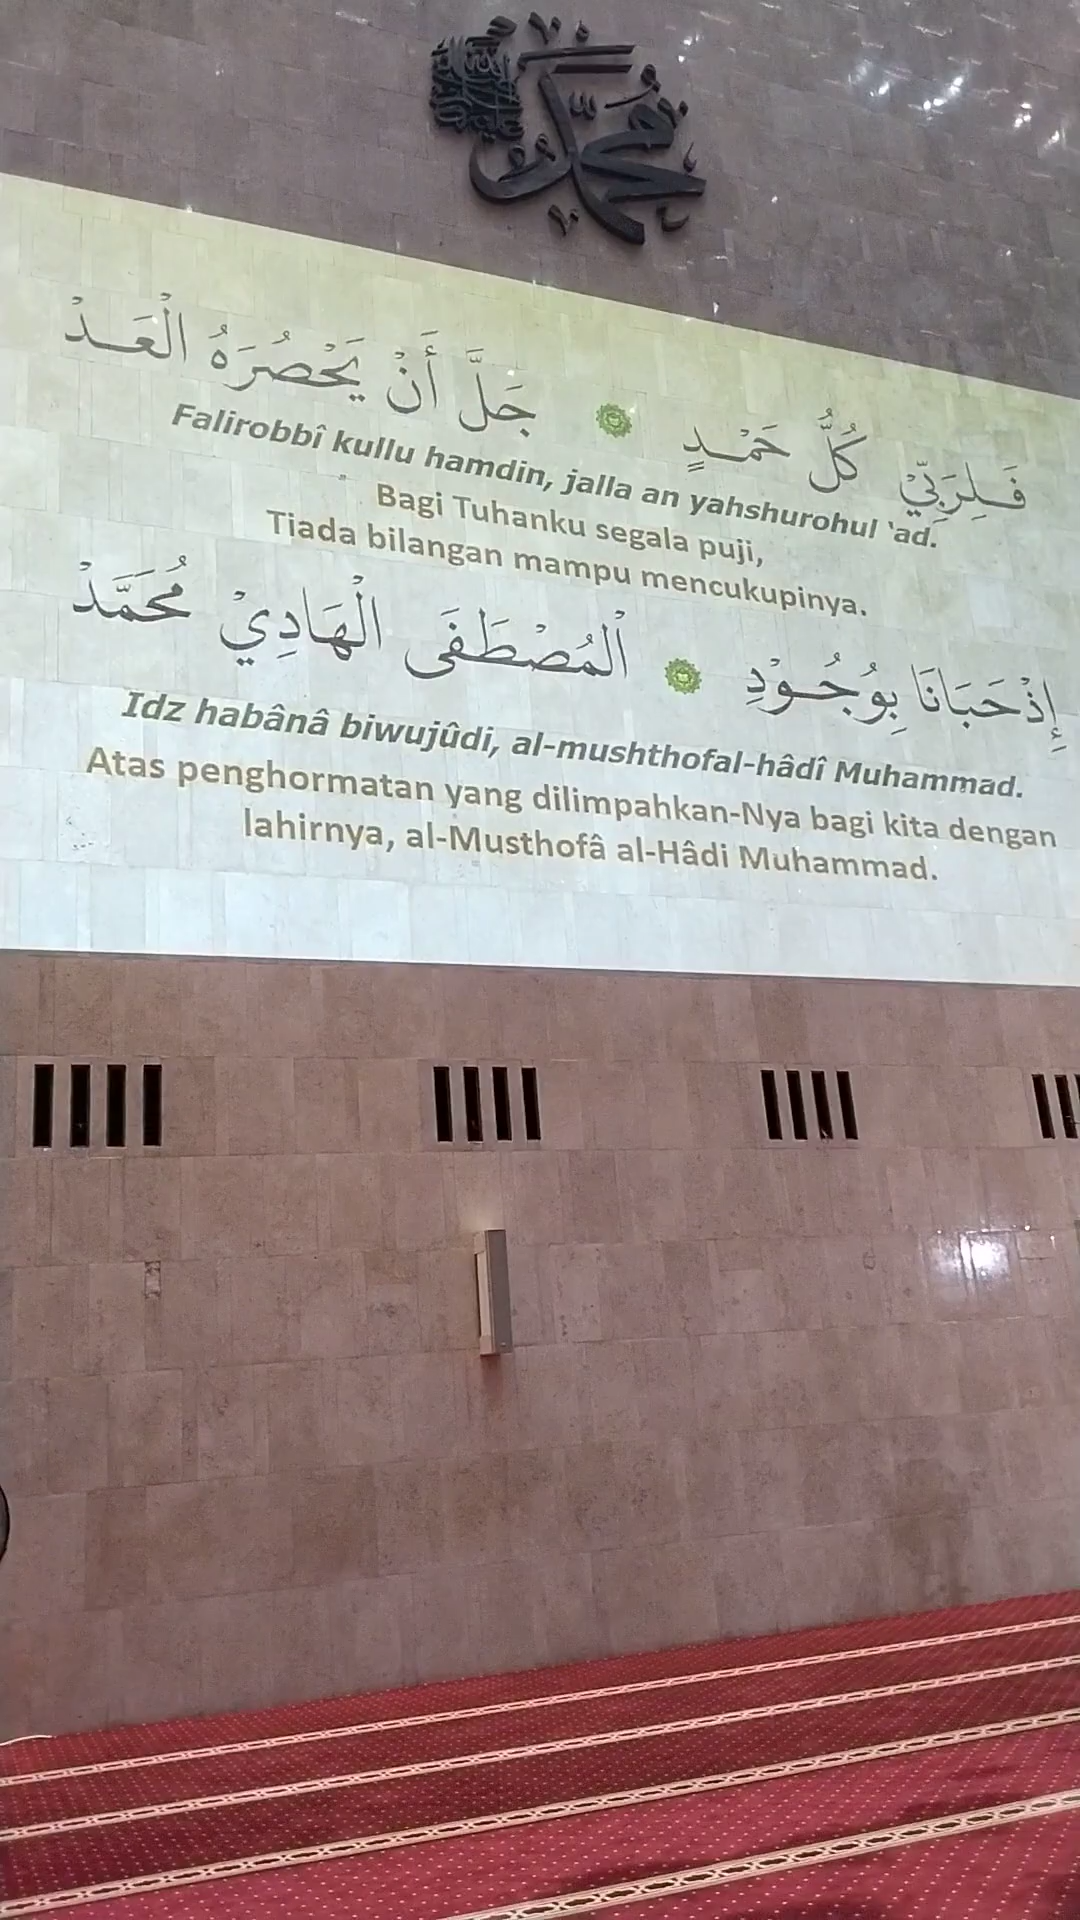 محمد
فَلِرَبِّيْ كُلُّ حَمْدٍ جَلَّ أَنْ يَحْصُرَهُ الْعَدْ
Falirobbî kullu hamdin, jalla an yahshurohul ‘ad.
Bagi Tuhanku segala puji,
Tiada bilangan mampu mencukupinya.
إِذْحَبَانَا بِوُجُوْدِ اْلمُصْطَفَى الْهَادِيْ مُحَمَّدْ
Idz habânâ biwujûdi, al-mushthofal-hâdî Muhammad.
Atas penghormatan yang dilimpahkan-Nya bagi kita dengan
lahirnya, al-Musthofâ al-Hâdi Muhammad.